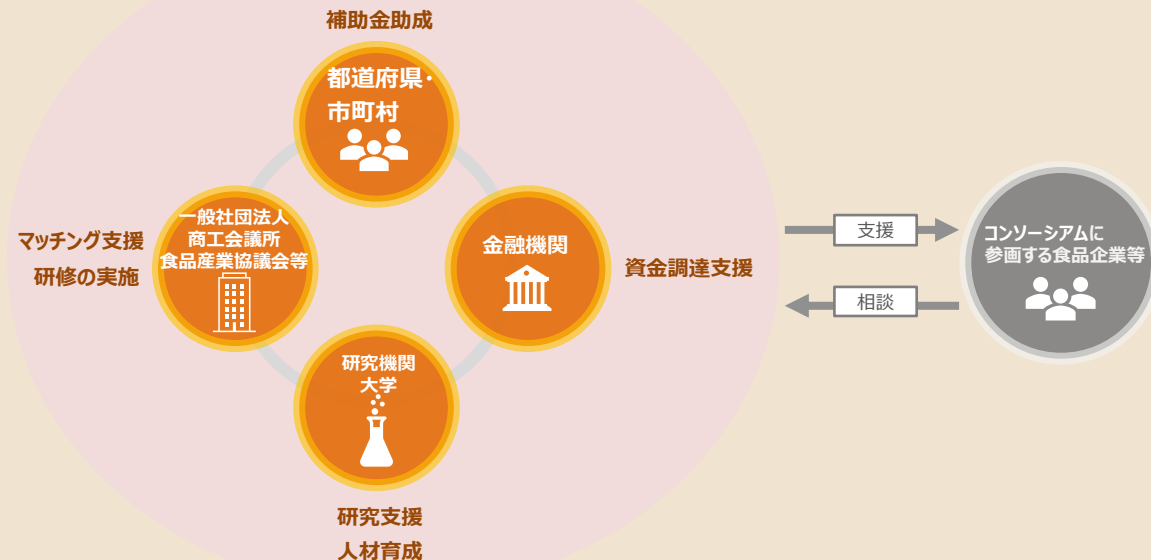 補助金助成
都道府県・
市町村
一般社団法人
商工会議所
食品産業協議会等
マッチング支援
研修の実施
金融機関
資金調達支援
研究機関
大学
研究支援
人材育成
支援
相談
コンソーシアムに
参画する食品企業等